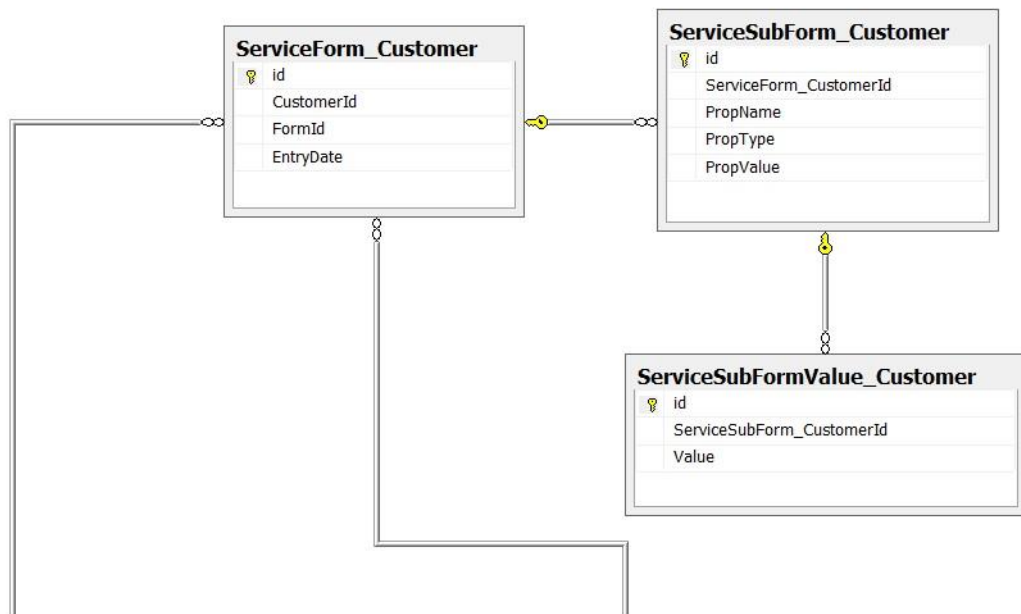 ServiceForm_Customer
id
CustomerId
FormId
EntryDate
ServiceSubForm_Customer
id
ServiceForm_CustomerId
PropName
PropType
PropValue
ServiceSubFormValue_Customer
id
ServiceSubForm_CustomerId
Value